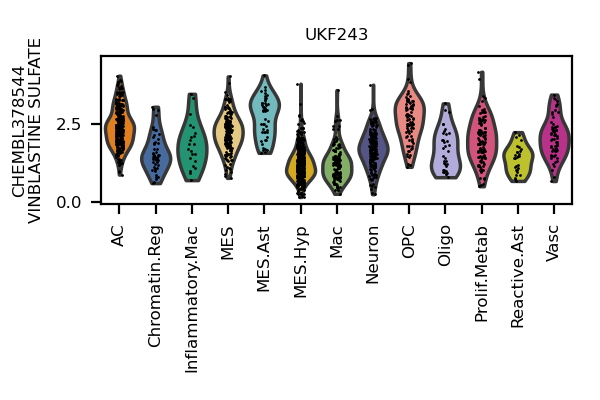 UKF243
CHEMBL378544
VINBLASTINE SULFATE
2.5
0.0
AC
Chromatin.Reg
Inflammatory.Mac
MES
MES.Ast
MES.Hyp
Mac
Neuron
OPC
Oligo
Prolif.Metab
Reactive.Ast
Vasc